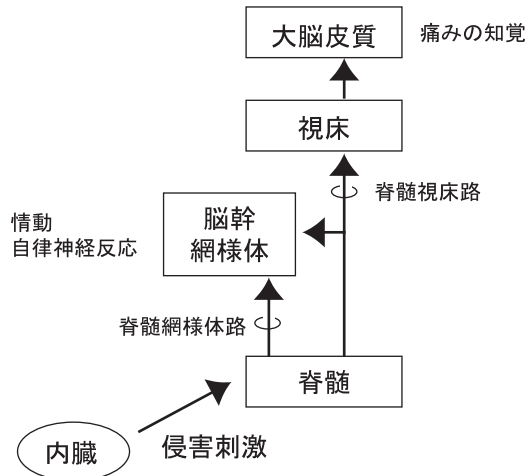 大脳皮質
痛みの知覚
視床
脊髄視床路
脳幹
網様体
情動
自律神経反応
脊髄網様体路
脊髄
内臓
侵害刺激